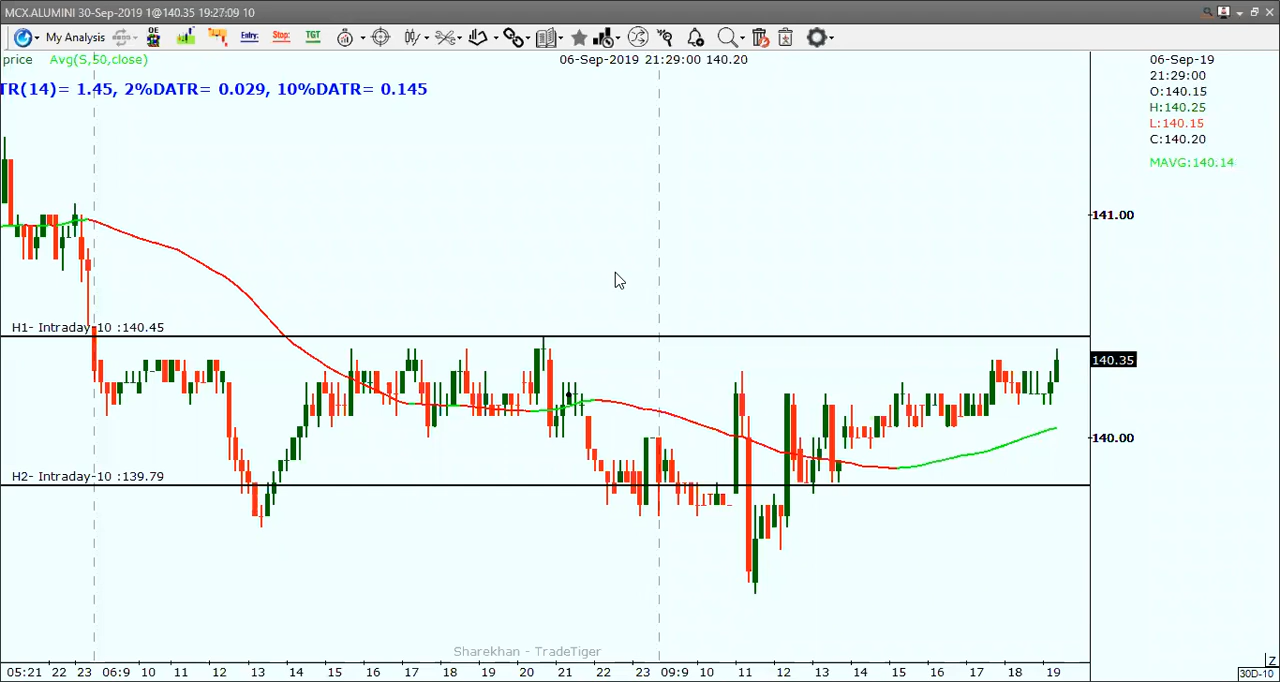 MCX.ALUMINI 30-Sep-2019 1@140.35 19:27:09 10
My Analysis
OE
Entry:
Stop:
TGT
price Avg(S,50,close)
06-Sep-2019 21:29:00 140.20
06-Sep-19
21:29:00
O:140.15
H:140.25
L:140.15
C:140.20
MAVG:140.14
TR(14)= 1.45, 2%DATR= 0.029, 10%DATR= 0.145
141.00
H1- Intraday-10 :140.45
140.35
140.00
H2- Intraday-10 :139.79
Sharekhan - TradeTiger
05:21 22 23 06:9 10 11 12 13 14 15 16 17 18 19 20 21 22 23 09:9 10 11 12 13 14 15 16 17 18 19
Z
30D-10